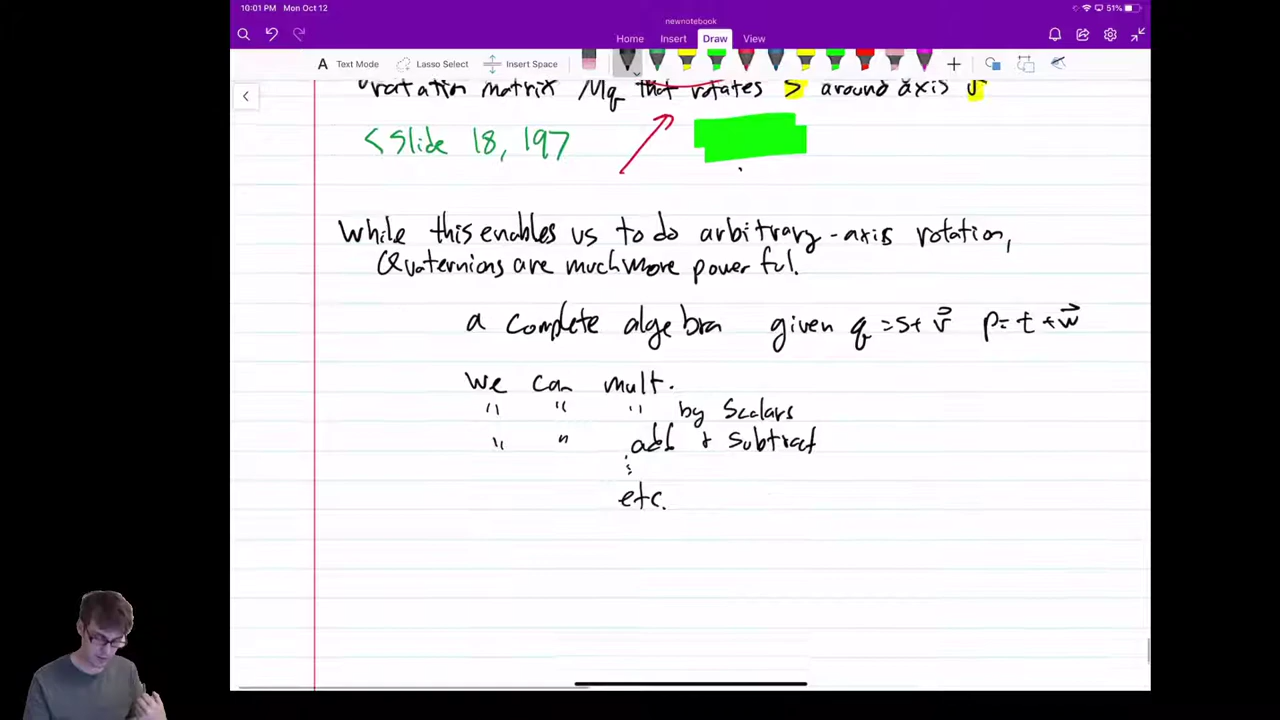 10:01 PM Mon Oct 12
51%
newnotebook
Home Insert Draw View
A Text Mode Lasso Select Insert Space
rotation matrix Mq that rotates s around axis v
<Slide 18, 19>
While this enables us to do arbitrary-axis rotation,
Quaternions are much more powerful.
a complete algebra given q = s + v⃗ p = t + w⃗
We can mult.
" " " by Scalars
" " add + subtract
⋮
etc.